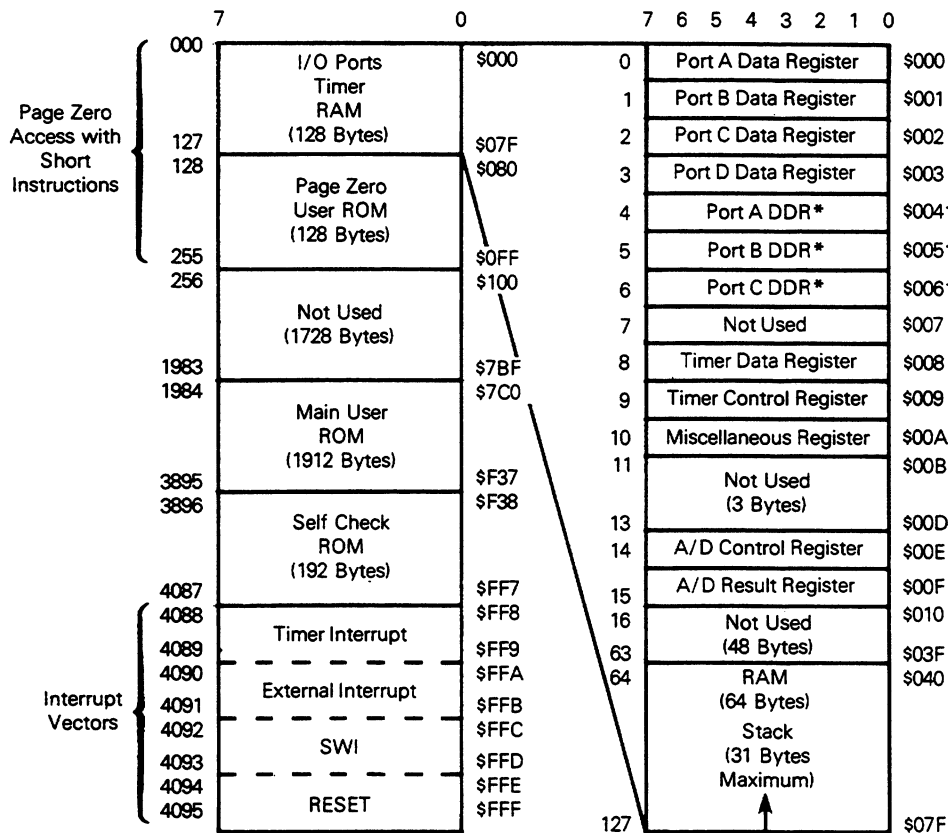 7 0
000
I/O Ports
Timer
RAM
(128 Bytes)
$000
Page Zero
Access with
Short
Instructions
127
$07F
128
$080
Page Zero
User ROM
(128 Bytes)
255
$0FF
256
$100
Not Used
(1728 Bytes)
1983
$7BF
1984
$7C0
Main User
ROM
(1912 Bytes)
3895
$F37
3896
$F38
Self Check
ROM
(192 Bytes)
4087
$FF7
Interrupt
Vectors
4088
$FF8
Timer Interrupt
4089
$FF9
4090
$FFA
External Interrupt
4091
$FFB
4092
$FFC
SWI
4093
$FFD
4094
$FFE
RESET
4095
$FFF
7 6 5 4 3 2 1 0
0 Port A Data Register $000
1 Port B Data Register $001
2 Port C Data Register $002
3 Port D Data Register $003
4 Port A DDR* $004*
5 Port B DDR* $005*
6 Port C DDR* $006*
7 Not Used $007
8 Timer Data Register $008
9 Timer Control Register $009
10 Miscellaneous Register $00A
11 $00B
Not Used
(3 Bytes)
13 $00D
14 A/D Control Register $00E
15 A/D Result Register $00F
16 $010
Not Used
(48 Bytes)
63 $03F
64 RAM $040
(64 Bytes)
Stack
(31 Bytes
Maximum)
127 $07F